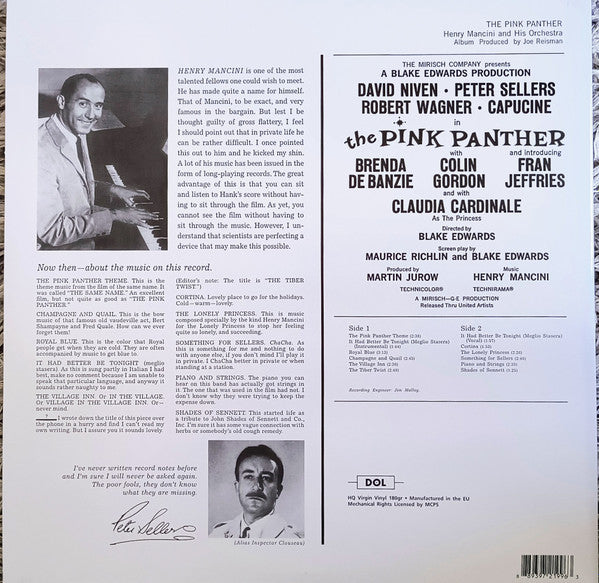 THE PINK PANTHER
Henry Mancini and His Orchestra
Album Produced by Joe Reisman
HENRY MANCINI is one of the most
talented fellows one could wish to meet.
He has made quite a name for himself.
That of Mancini, to be exact, and very
famous in the bargain. But lest I be
thought guilty of gross flattery, I feel
I should point out that in private life he
can be rather difficult. I once pointed
this out to him and he kicked my shin.
A lot of his music has been issued in the
form of long-playing records. The great
advantage of this is that you can sit
and listen to Hank's score without hav-
ing to sit through the film. As yet, you
cannot see the film without having to
sit through the music. However, I un-
derstand that scientists are perfecting a
device that may make this possible.
Now then—about the music on this record.
THE PINK PANTHER THEME. This is the
theme music from the film of the same name. It
was called "THE SAME NAME." An excellent
film, but not quite as good as "THE PINK
PANTHER."
CHAMPAGNE AND QUAIL. This is the bow
music of that famous old vaudeville act, Bert
Shampayne and Fred Quale. How can we ever
forget them!
ROYAL BLUE. This is the color that Royal
people get when they are cold. They are often
accompanied by music to get blue to.
IT HAD BETTER BE TONIGHT (meglio
stasera). As this is sung partly in Italian I had
best, make no comment because I am unable to
speak that particular language, and anyway it
sounds rather naughty to me.
THE VILLAGE INN. Or IN THE VILLAGE.
Or VILLAGE IN THE VILLAGE INN. Or—
never mind.
? I wrote down the title of this piece over
the phone in a hurry and find I can't read my
own writing. But I assure you it sounds lovely.
(Editor's note: The title is "THE TIBER
TWIST")
CORTINA. Lovely place to go for the holidays.
Cold—warm—lovely.
THE LONELY PRINCESS. This is music
composed specially by the kind Henry Mancini
for the Lonely Princess to stop her feeling
quite so lonely, and succeeding.
SOMETHING FOR SELLERS. ChaCha. As
this is something for me and nothing to do
with anyone else, if you don't mind I'll play it
in private. I ChaCha better in private or when
standing at a station.
PIANO AND STRINGS. The piano you can
hear on this band has actually got strings in
it. The one that was used in the film had not. I
don't know why they were trying to keep the
expense down.
SHADES OF SENNETT This started life as
a tribute to John Shades of Sennett and Co.,
Inc. I'm sure it has some vague connection with
herbs or somebody's old cough remedy.
I've never written record notes before
and I'm sure I will never be asked again.
The poor fools, they don't know
what they are missing.
Peter Sellers
(Alias Inspector Clouseau)
THE MIRISCH COMPANY presents
A BLAKE EDWARDS PRODUCTION
DAVID NIVEN • PETER SELLERS
ROBERT WAGNER • CAPUCINE
in
the PINK PANTHER
with and introducing
BRENDA COLIN FRAN
DE BANZIE GORDON JEFFRIES
and with
CLAUDIA CARDINALE
As The Princess
Directed by
BLAKE EDWARDS
Screen play by
MAURICE RICHLIN and BLAKE EDWARDS
Produced by Music
MARTIN JUROW HENRY MANCINI
TECHNICOLOR® TECHNIRAMA®
A MIRISCH—G-E PRODUCTION
Released Thru United Artists
Side 1
The Pink Panther Theme (2:35)
It Had Better Be Tonight (Meglio Stasera)
(Instrumental) (1:44)
Royal Blue (3:13)
Champagne and Quail (2:43)
The Village Inn (2:34)
The Tiber Twist (2:49)
Side 2
It Had Better Be Tonight (Meglio Stasera)
(Vocal) (1:57)
Cortina (1:53)
The Lonely Princess (2:28)
Something for Sellers (2:46)
Piano and Strings (2:35)
Shades of Sennett (1:23)
Recording Engineer: Jim Malloy.
DOL
HQ Virgin Vinyl 180gr • Manufactured in the EU
Mechanical Rights Licensed by MCPS